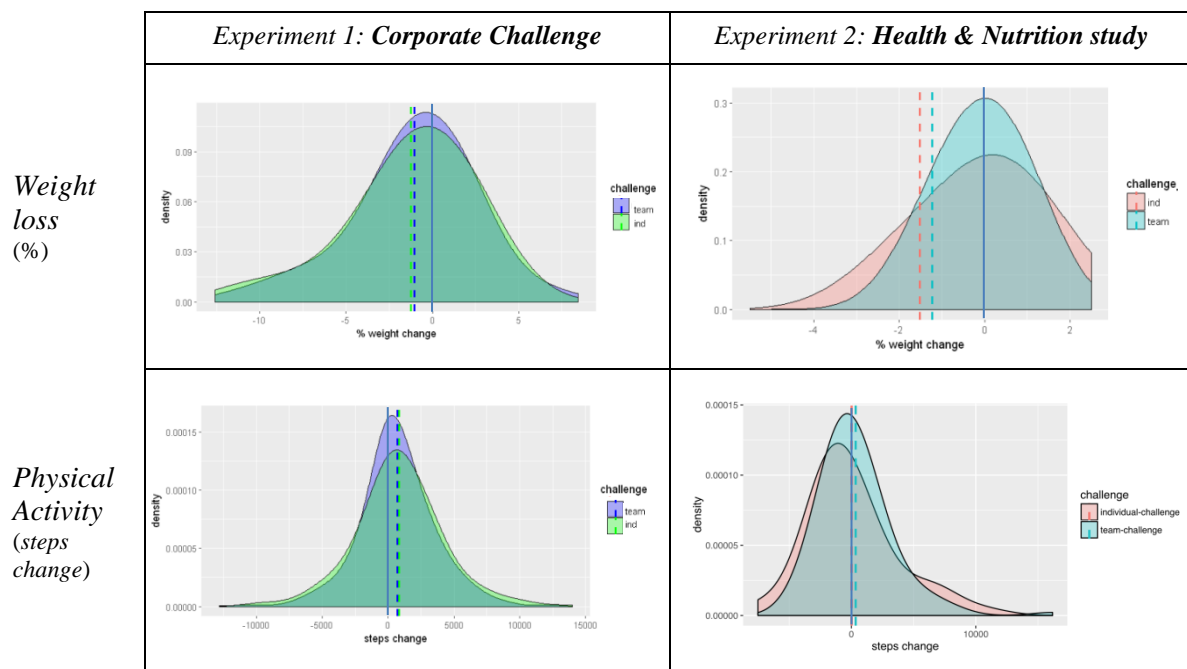 Experiment 1: Corporate Challenge
Experiment 2: Health & Nutrition study
Weight
loss
(%)
0.09
0.06
0.03
0.00
density
-10
-5
0
5
% weight change
challenge
team
ind
0.3
0.2
0.1
0.0
density
-4
-2
0
2
% weight change
challenge
ind
team
Physical
Activity
(steps
change)
0.00015
0.00010
0.00005
0.00000
density
-10000
-5000
0
5000
10000
15000
steps change
challenge
team
ind
0.00015
0.00010
0.00005
0.00000
density
0
10000
steps change
challenge
individual-challenge
team-challenge